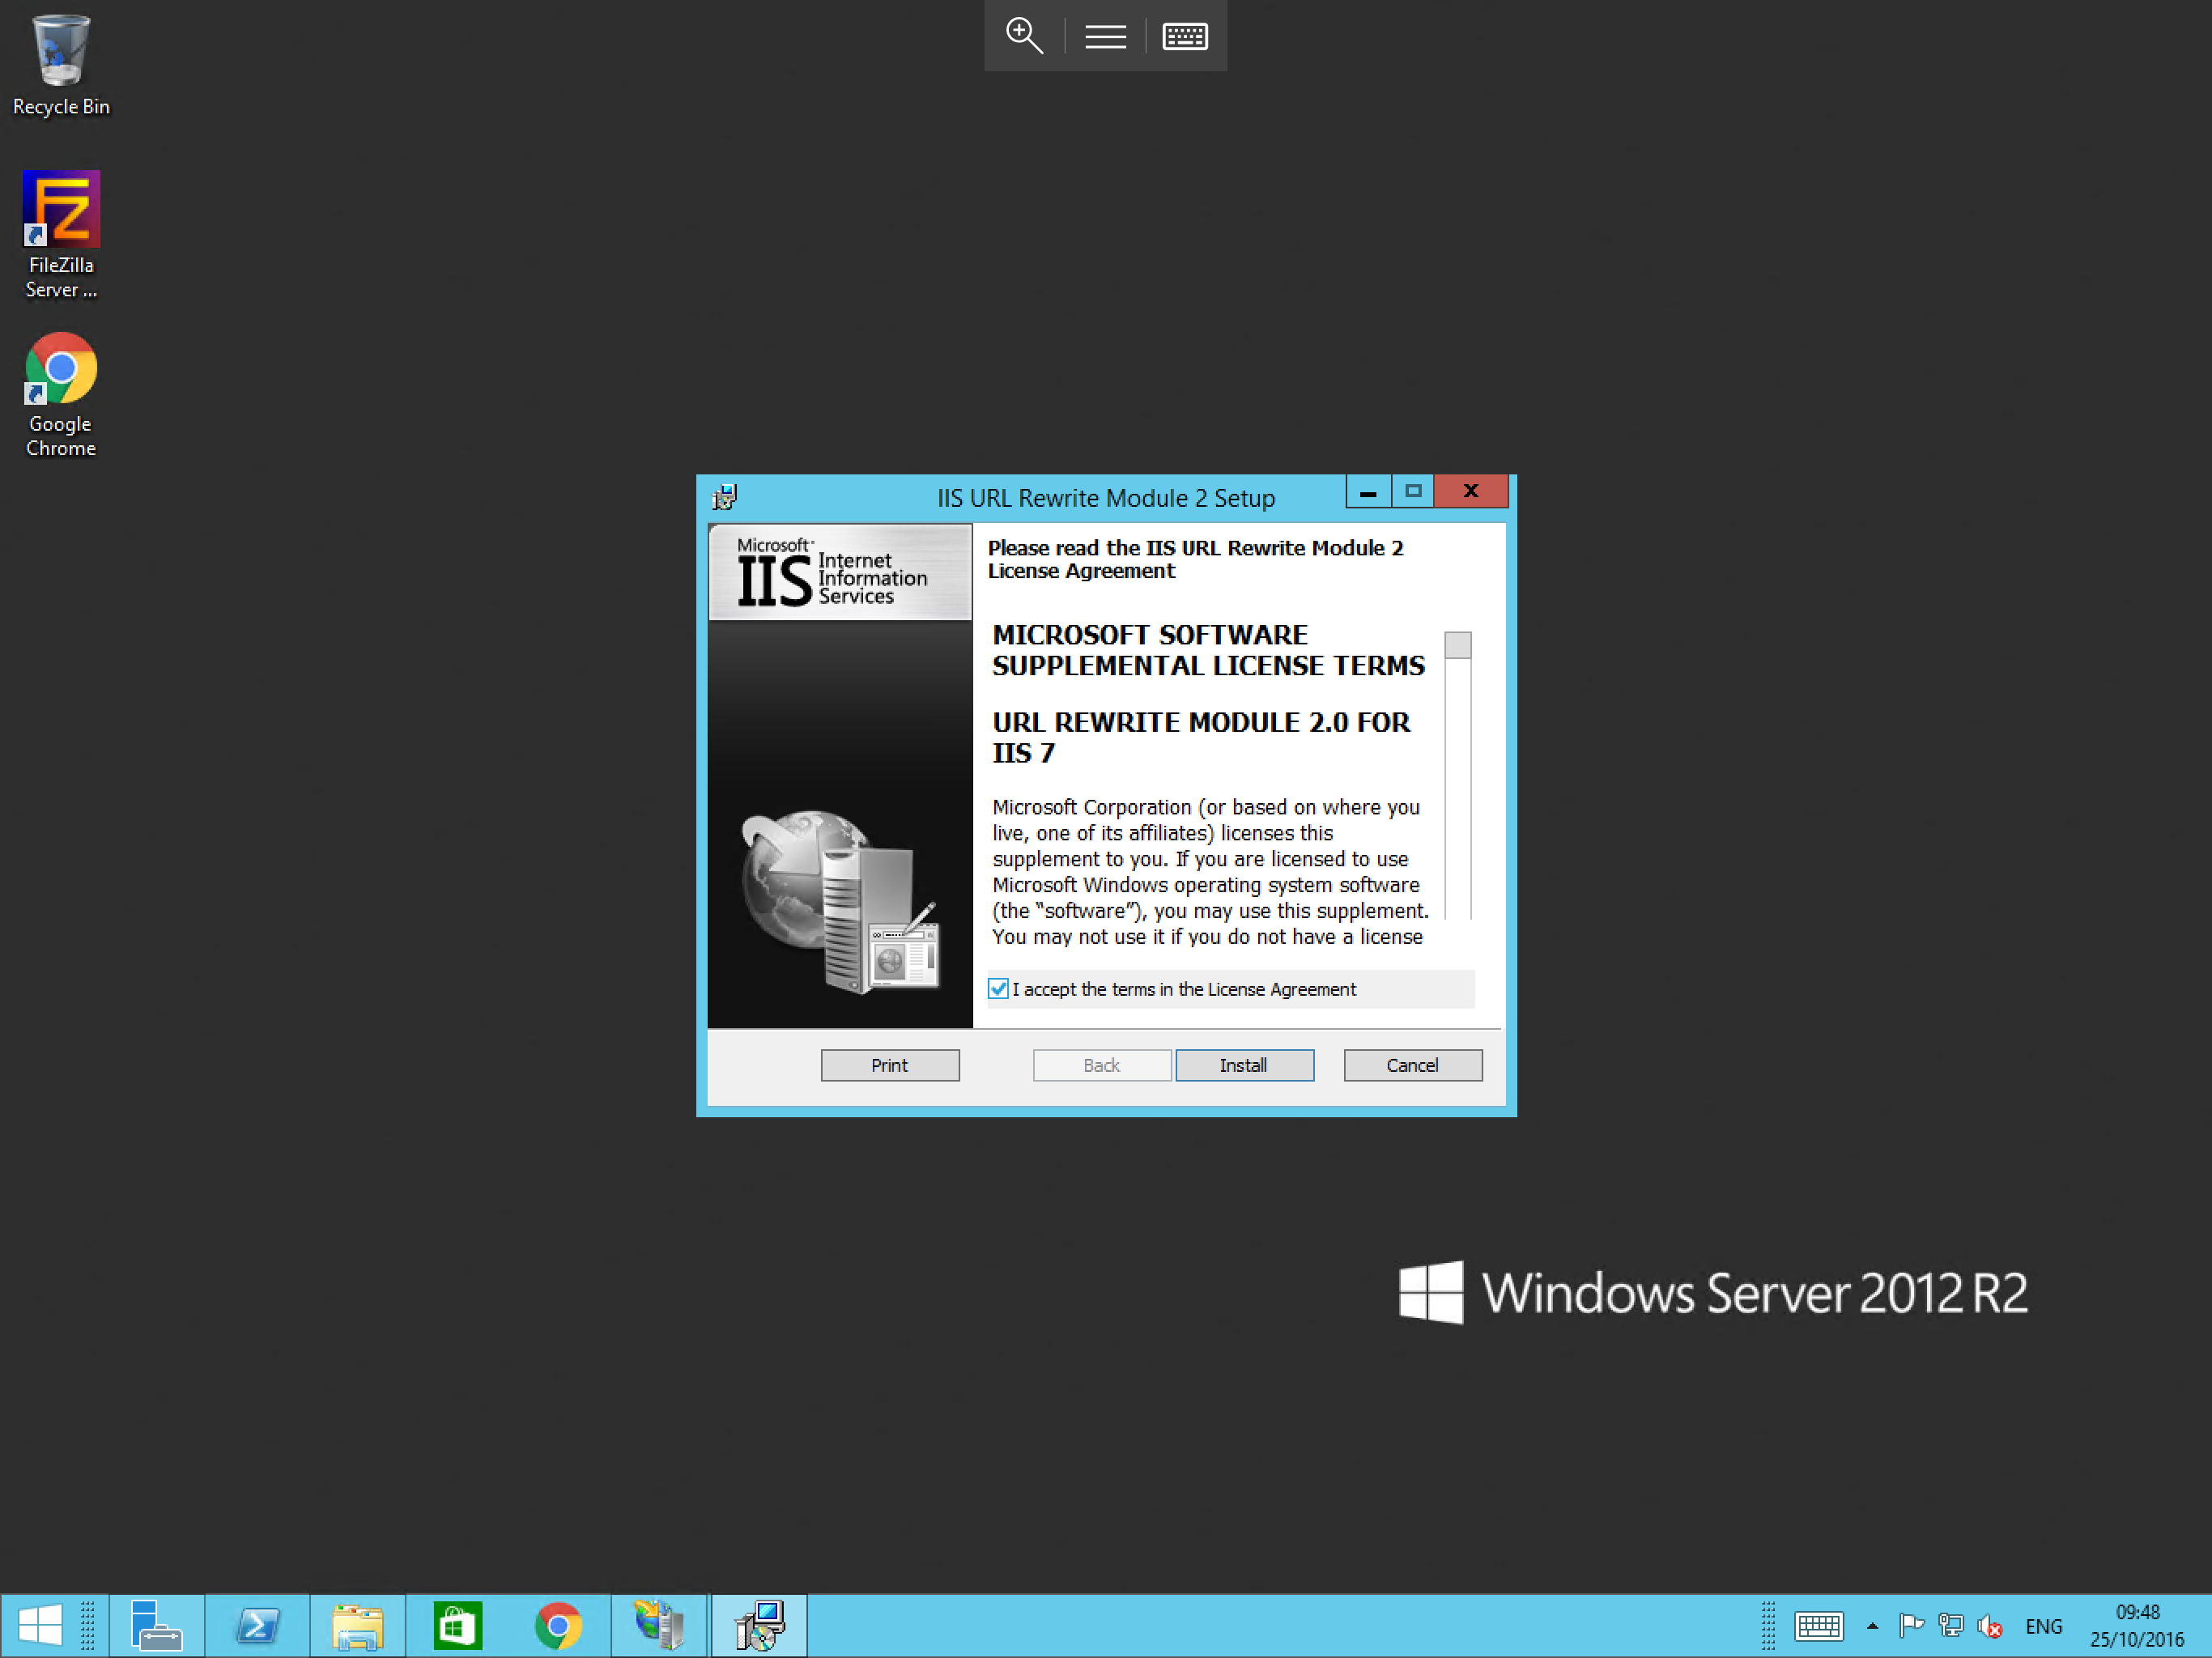 Recycle Bin
FileZilla
Server ...
Google
Chrome
IIS URL Rewrite Module 2 Setup
Microsoft
IIS Internet
Information
Services
Please read the IIS URL Rewrite Module 2
License Agreement
MICROSOFT SOFTWARE
SUPPLEMENTAL LICENSE TERMS
URL REWRITE MODULE 2.0 FOR
IIS 7
Microsoft Corporation (or based on where you
live, one of its affiliates) licenses this
supplement to you. If you are licensed to use
Microsoft Windows operating system software
(the “software”), you may use this supplement.
You may not use it if you do not have a license
I accept the terms in the License Agreement
Print
Back
Install
Cancel
Windows Server 2012 R2
ENG
09:48
25/10/2016